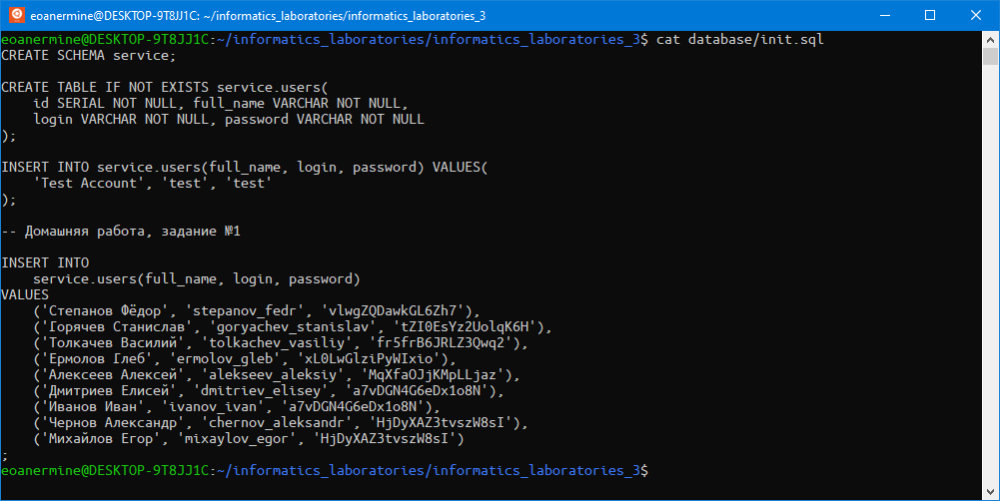 eoanermine@DESKTOP-9T8JJ1C: ~/informatics_laboratories/informatics_laboratories_3
eoanermine@DESKTOP-9T8JJ1C:~/informatics_laboratories/informatics_laboratories_3$ cat database/init.sql
CREATE SCHEMA service;
CREATE TABLE IF NOT EXISTS service.users(
    id SERIAL NOT NULL, full_name VARCHAR NOT NULL,
    login VARCHAR NOT NULL, password VARCHAR NOT NULL
);
INSERT INTO service.users(full_name, login, password) VALUES(
    'Test Account', 'test', 'test'
);
-- Домашняя работа, задание №1
INSERT INTO
    service.users(full_name, login, password)
VALUES
    ('Степанов Фёдор', 'stepanov_fedr', 'vlwgZQDawkGL6Zh7'),
    ('Горячев Станислав', 'goryachev_stanislav', 'tZI0EsYz2UolqK6H'),
    ('Толкачев Василий', 'tolkachev_vasiliy', 'fr5frB6JRLZ3Qwq2'),
    ('Ермолов Глеб', 'ermolov_gleb', 'xL0LwGlziPyWIxio'),
    ('Алексеев Алексей', 'alekseev_aleksiy', 'MqXfaOJjKMpLLjaz'),
    ('Дмитриев Елисей', 'dmitriev_elisey', 'a7vDGN4G6eDx1o8N'),
    ('Иванов Иван', 'ivanov_ivan', 'a7vDGN4G6eDx1o8N'),
    ('Чернов Александр', 'chernov_aleksandr', 'HjDyXAZ3tvszW8sI'),
    ('Михайлов Егор', 'mixaylov_egor', 'HjDyXAZ3tvszW8sI')
;
eoanermine@DESKTOP-9T8JJ1C:~/informatics_laboratories/informatics_laboratories_3$